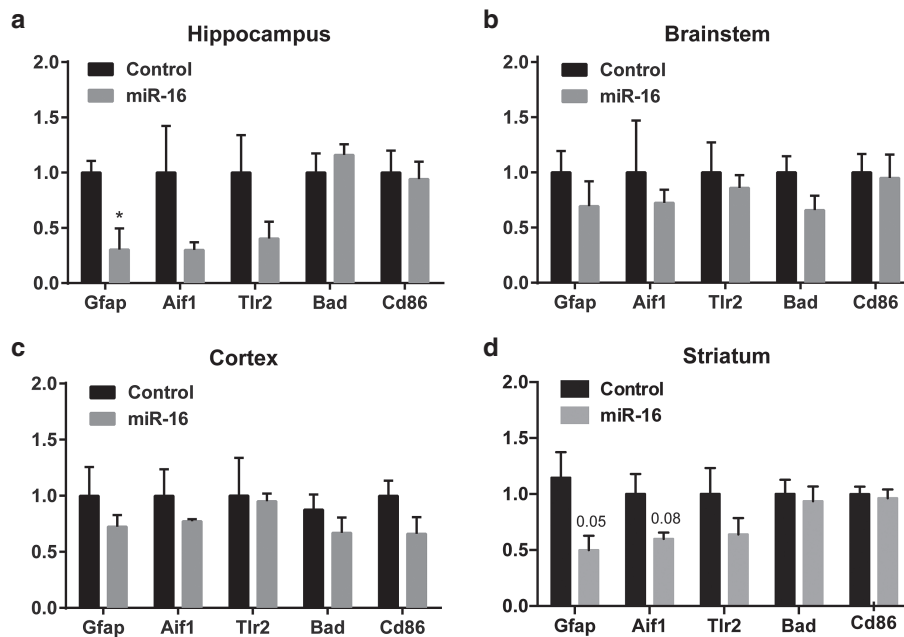 a
Hippocampus
2.0
1.5
1.0
0.5
0.0
Control
miR-16
*
Gfap Aif1 Tlr2 Bad Cd86
b
Brainstem
2.0
1.5
1.0
0.5
0.0
Control
miR-16
Gfap Aif1 Tlr2 Bad Cd86
c
Cortex
2.0
1.5
1.0
0.5
0.0
Control
miR-16
Gfap Aif1 Tlr2 Bad Cd86
d
Striatum
2.0
1.5
1.0
0.5
0.0
Control
miR-16
0.05 0.08
Gfap Aif1 Tlr2 Bad Cd86